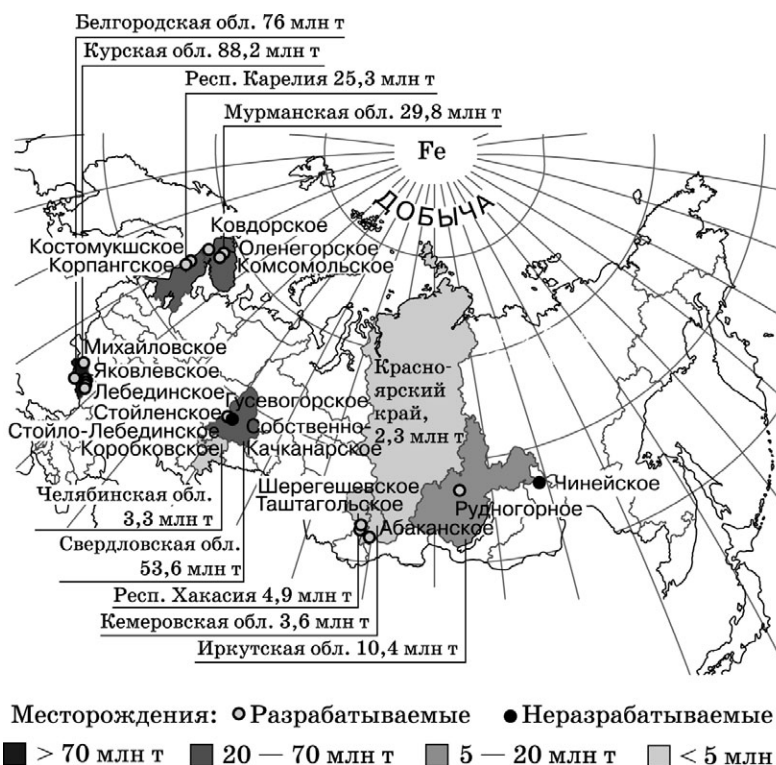 Белгородская обл. 76 млн т
Курская обл. 88,2 млн т
Респ. Карелия 25,3 млн т
Мурманская обл. 29,8 млн т
Fe
ДОБЫЧА
Ковдорское
Костомукшское
Оленегорское
Корпангское
Комсомольское
Михайловское
Яковлевское
Лебединское
Стойленское
Стойло-Лебединское
Коробковское
Гусевогорское
Собственно-
Качканарское
Красно-
ярский
край,
2,3 млн т
Челябинская обл.
3,3 млн т
Свердловская обл.
53,6 млн т
Шерегешевское
Таштагольское
Абаканское
Рудногорное
Чинейское
Респ. Хакасия 4,9 млн т
Кемеровская обл. 3,6 млн т
Иркутская обл. 10,4 млн т
Месторождения: Разрабатываемые Неразрабатываемые
> 70 млн т 20 — 70 млн т 5 — 20 млн т < 5 млн